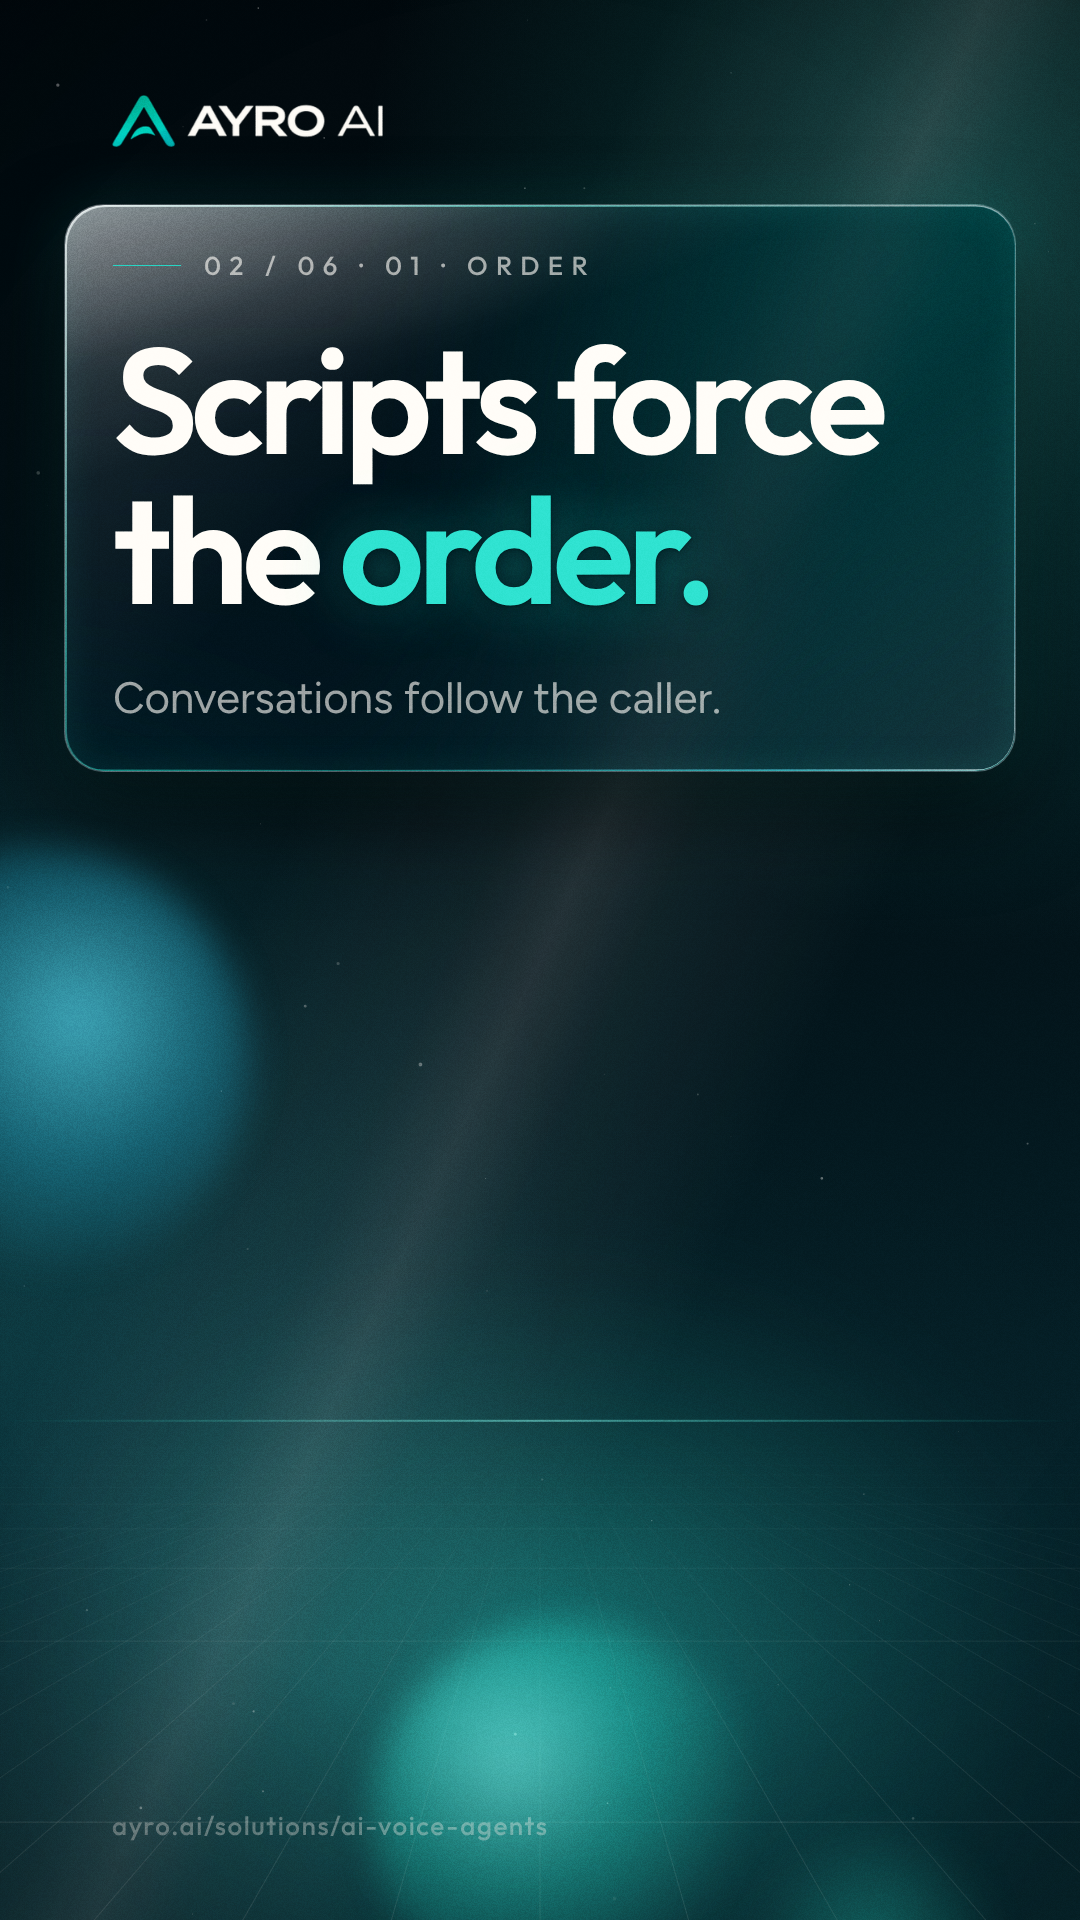 AYRO AI
02 / 06 · 01 · ORDER
Scripts force
the order.
Conversations follow the caller.
ayro.ai/solutions/ai-voice-agents